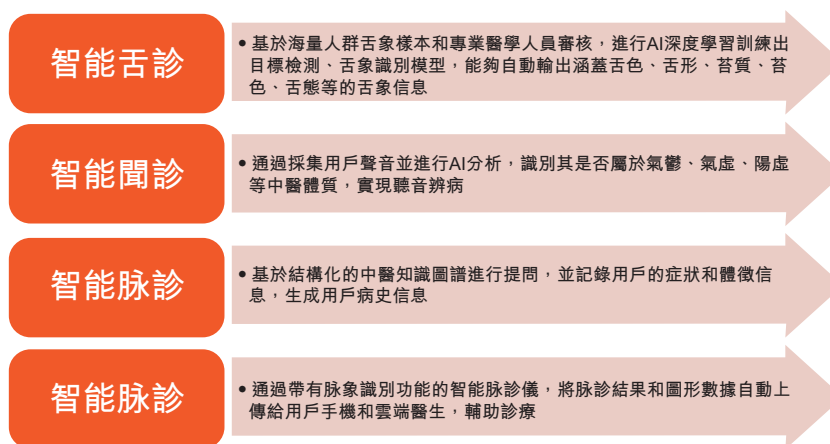 智能舌診
• 基於海量人群舌象樣本和專業醫學人員審核，進行AI深度學習訓練出
目標檢測、舌象識別模型，能夠自動輸出涵蓋舌色、舌形、苔質、苔
色、舌態等的舌象信息
智能聞診
• 通過採集用戶聲音並進行AI分析，識別其是否屬於氣鬱、氣虛、陽虛
等中醫體質，實現聽音辨病
智能脉診
• 基於結構化的中醫知識圖譜進行提問，並記錄用戶的症狀和體徵信
息，生成用戶病史信息
智能脉診
• 通過帶有脉象識別功能的智能脉診儀，將脉診結果和圖形數據自動上
傳給用戶手機和雲端醫生，輔助診療